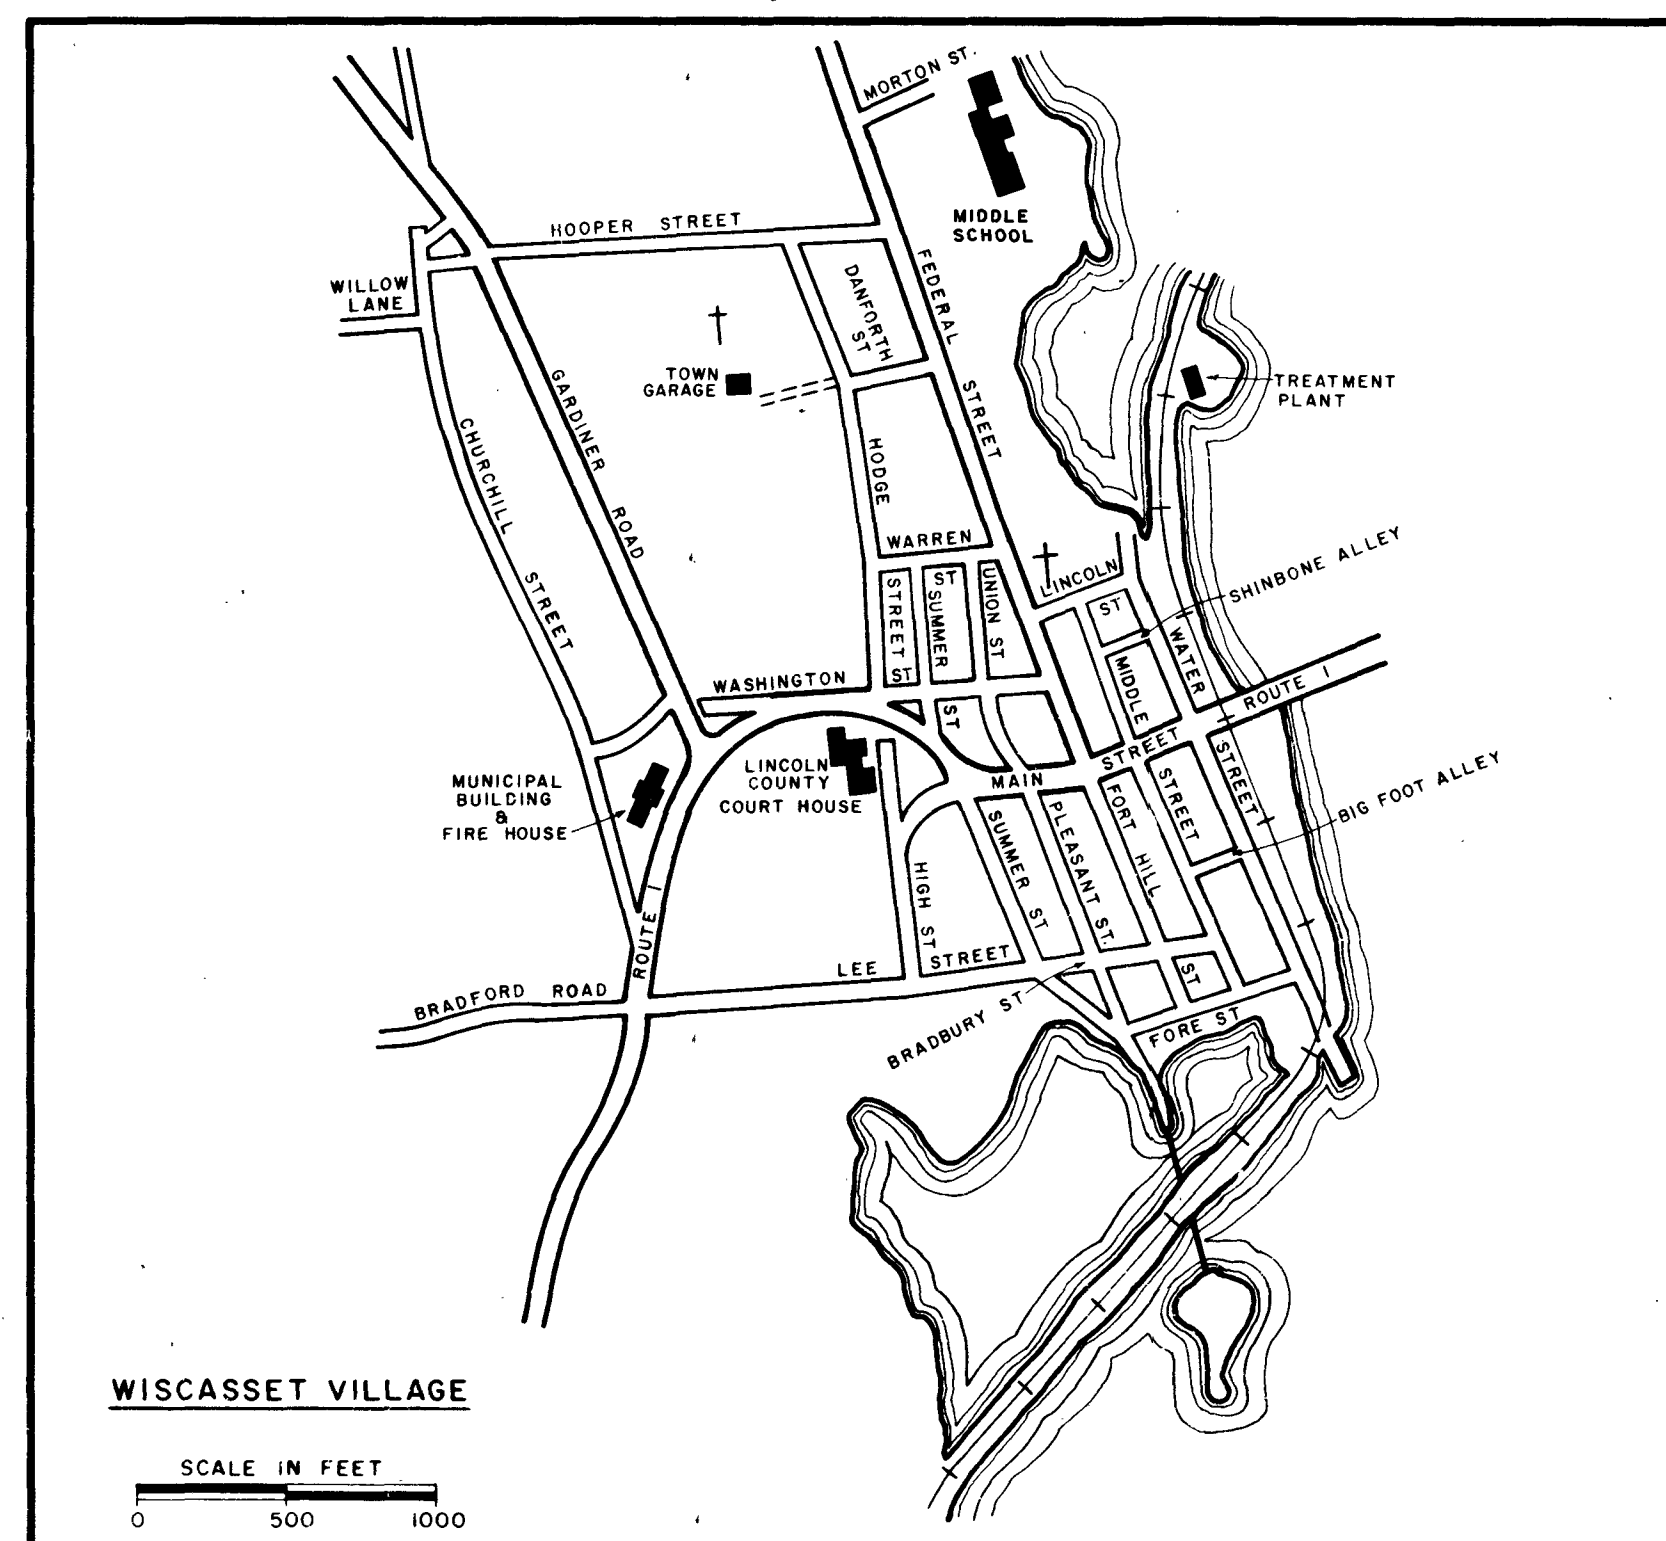 MORTON ST.
MIDDLE
SCHOOL
HOOPER STREET
WILLOW
LANE
DANFORTH
ST
FEDERAL
STREET
TOWN
GARAGE
TREATMENT
PLANT
GARDINER
ROAD
CHURCHILL
STREET
HODGE
STREET
WARREN
ST
SUMMER
ST
UNION ST
LINCOLN
ST
SHINBONE ALLEY
WATER
STREET
MIDDLE
STREET
ST
WASHINGTON
ST
ROUTE 1
MAIN
STREET
LINCOLN
COUNTY
COURT HOUSE
MUNICIPAL
BUILDING
&
FIRE HOUSE
BIG FOOT ALLEY
FORT HILL
ST
PLEASANT ST.
SUMMER ST
HIGH ST
ROUTE 1
LEE
STREET
BRADFORD ROAD
BRADBURY ST
FORE ST
WISCASSET VILLAGE
SCALE IN FEET
0 500 1000